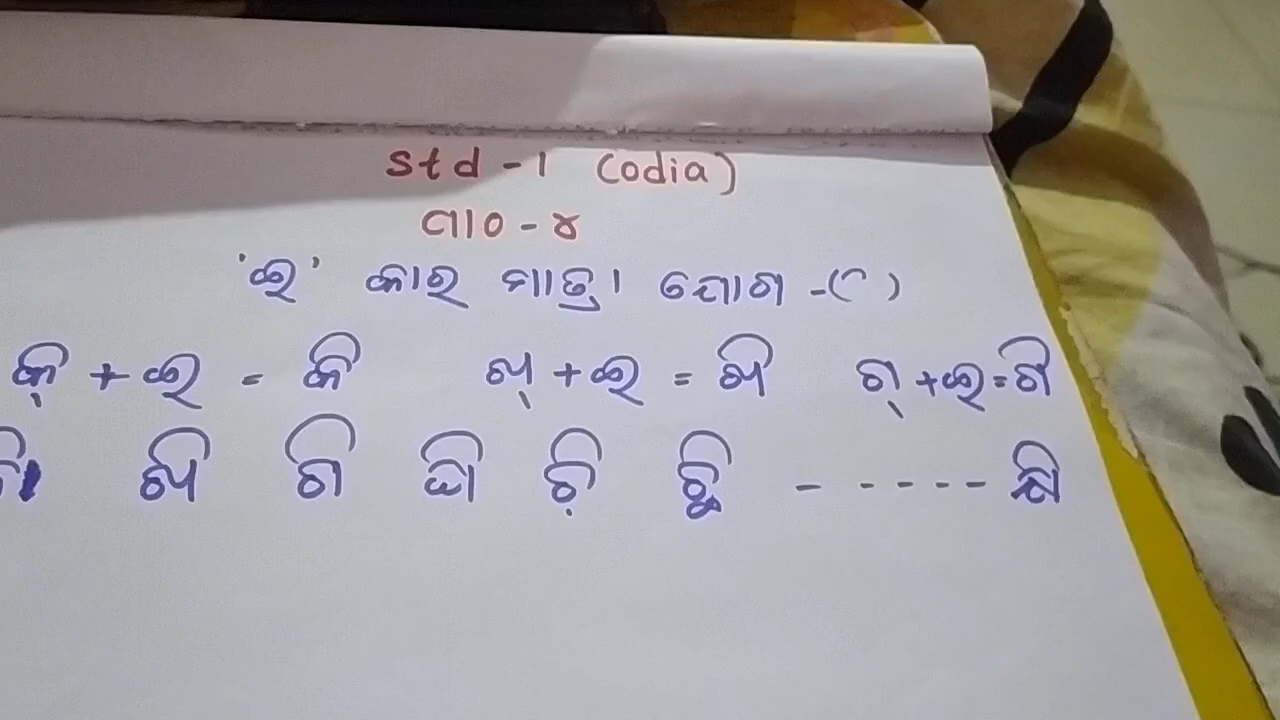 Std - 1 (Odia)
ପାଠ - ୪
'ଇ' କାର ମାତ୍ରା ଯୋଗ -( ି )
କ୍ + ଇ = କି ଖ୍ + ଇ = ଖି ଗ୍ + ଇ = ଗି
କି ଖି ଗି ଘି ଚି ଛି - - - - - - କ୍ଷି